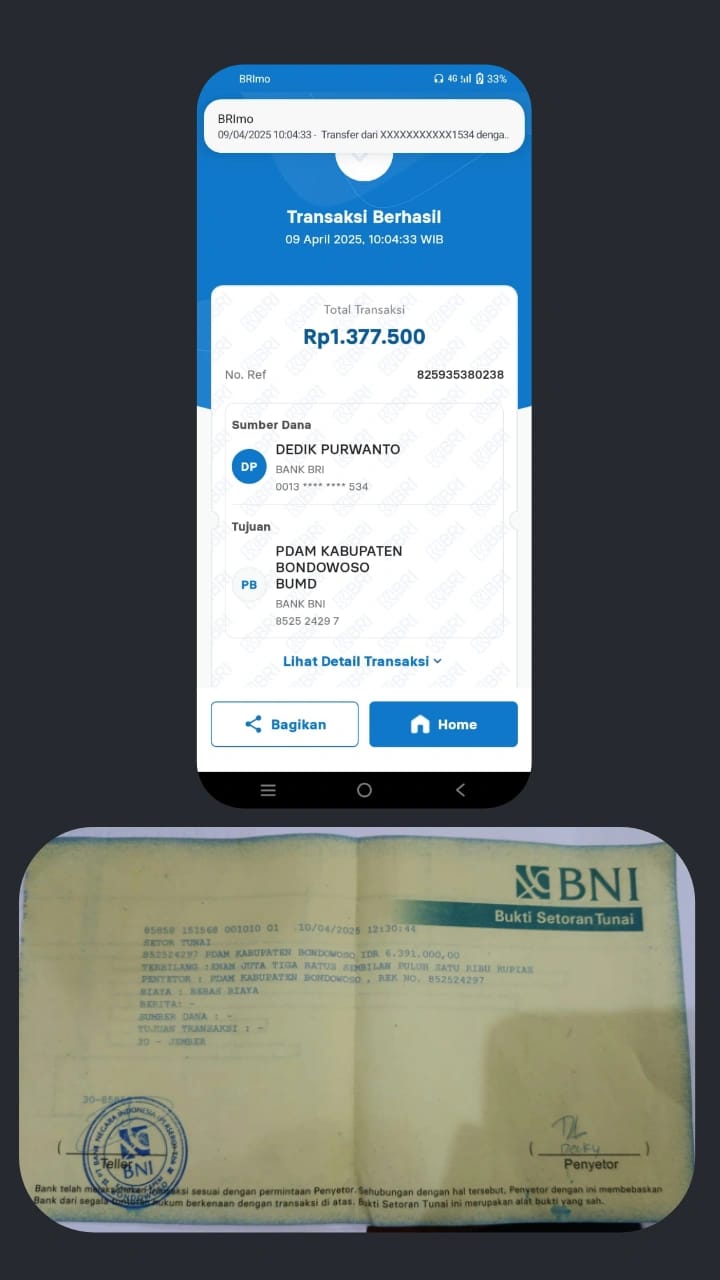 BRImo
4G 33%
BRImo
09/04/2025 10:04:33 - Transfer dari XXXXXXXXXXX1534 denga..
Transaksi Berhasil
09 April 2025, 10:04:33 WIB
Total Transaksi
Rp1.377.500
No. Ref 825935380238
Sumber Dana
DP
DEDIK PURWANTO
BANK BRI
0013 **** **** 534
Tujuan
PB
PDAM KABUPATEN
BONDOWOSO
BUMD
BANK BNI
8525 2429 7
Lihat Detail Transaksi
Bagikan
Home
BNI
Bukti Setoran Tunai
85858 151568 001010 01 10/04/2025 12:30:44
SETOR TUNAI
852524297 PDAM KABUPATEN BONDOWOSO IDR 6.391.000,00
TERBILANG :ENAM JUTA TIGA RATUS SEMBILAN PULUH SATU RIBU RUPIAH
PENYETOR : PDAM KABUPATEN BONDOWOSO , REK NO. 852524297
BIAYA : BEBAS BIAYA
BERITA: -
SUMBER DANA : -
TUJUAN TRANSAKSI : -
30 - JEMBER
BNI
( Teller
( )
Penyetor
Bank telah melaksanakan transaksi sesuai dengan permintaan Penyetor. Sehubungan dengan hal tersebut, Penyetor dengan ini membebaskan
Bank dari segala tuntutan hukum berkenaan dengan transaksi di atas. Bukti Setoran Tunai ini merupakan alat bukti yang sah.